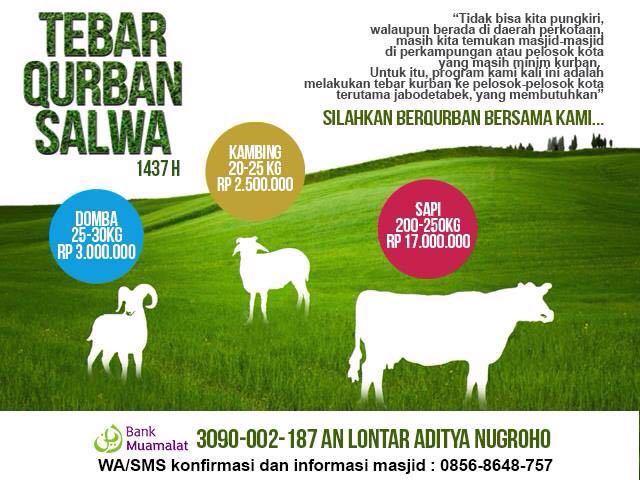 TEBAR
QURBAN
SALWA
1437 H
“Tidak bisa kita pungkiri,
walaupun berada di daerah perkotaan,
masih kita temukan masjid-masjid
di perkampungan atau pelosok kota
yang masih minim kurban.
Untuk itu, program kami kali ini adalah
melakukan tebar kurban ke pelosok-pelosok kota
terutama jabodetabek, yang membutuhkan”
SILAHKAN BERQURBAN BERSAMA KAMI...
KAMBING
20-25 KG
RP 2.500.000
DOMBA
25-30KG
RP 3.000.000
SAPI
200-250KG
RP 17.000.000
Bank
Muamalat
3090-002-187 AN LONTAR ADITYA NUGROHO
WA/SMS konfirmasi dan informasi masjid : 0856-8648-757